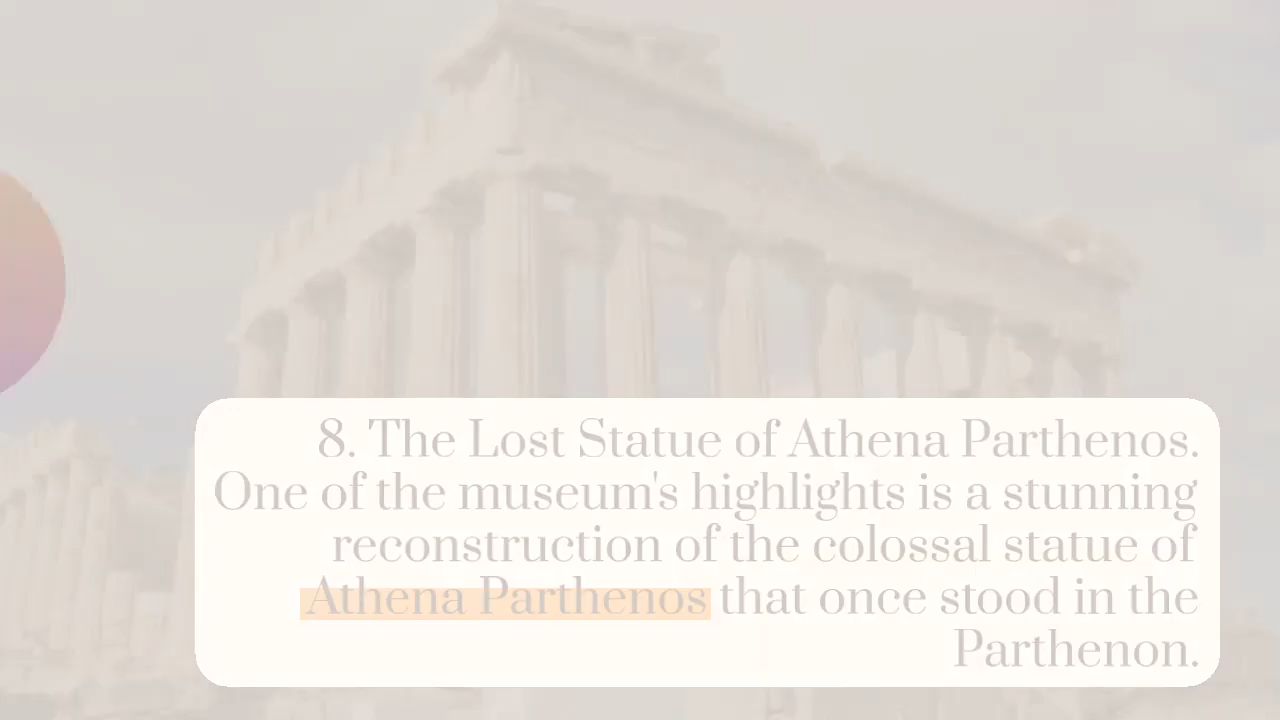 8. The Lost Statue of Athena Parthenos.
One of the museum's highlights is a stunning
reconstruction of the colossal statue of
Athena Parthenos that once stood in the
Parthenon.